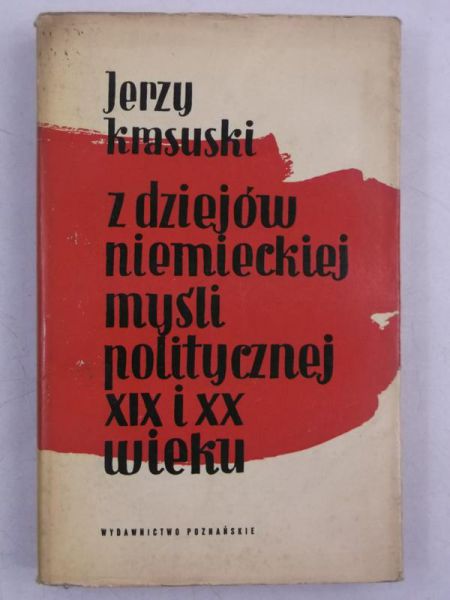 Jerzy
krasuski
z dziejów
niemieckiej
myśli
politycznej
XIX i XX
wieku
WYDAWNICTWO POZNAŃSKIE